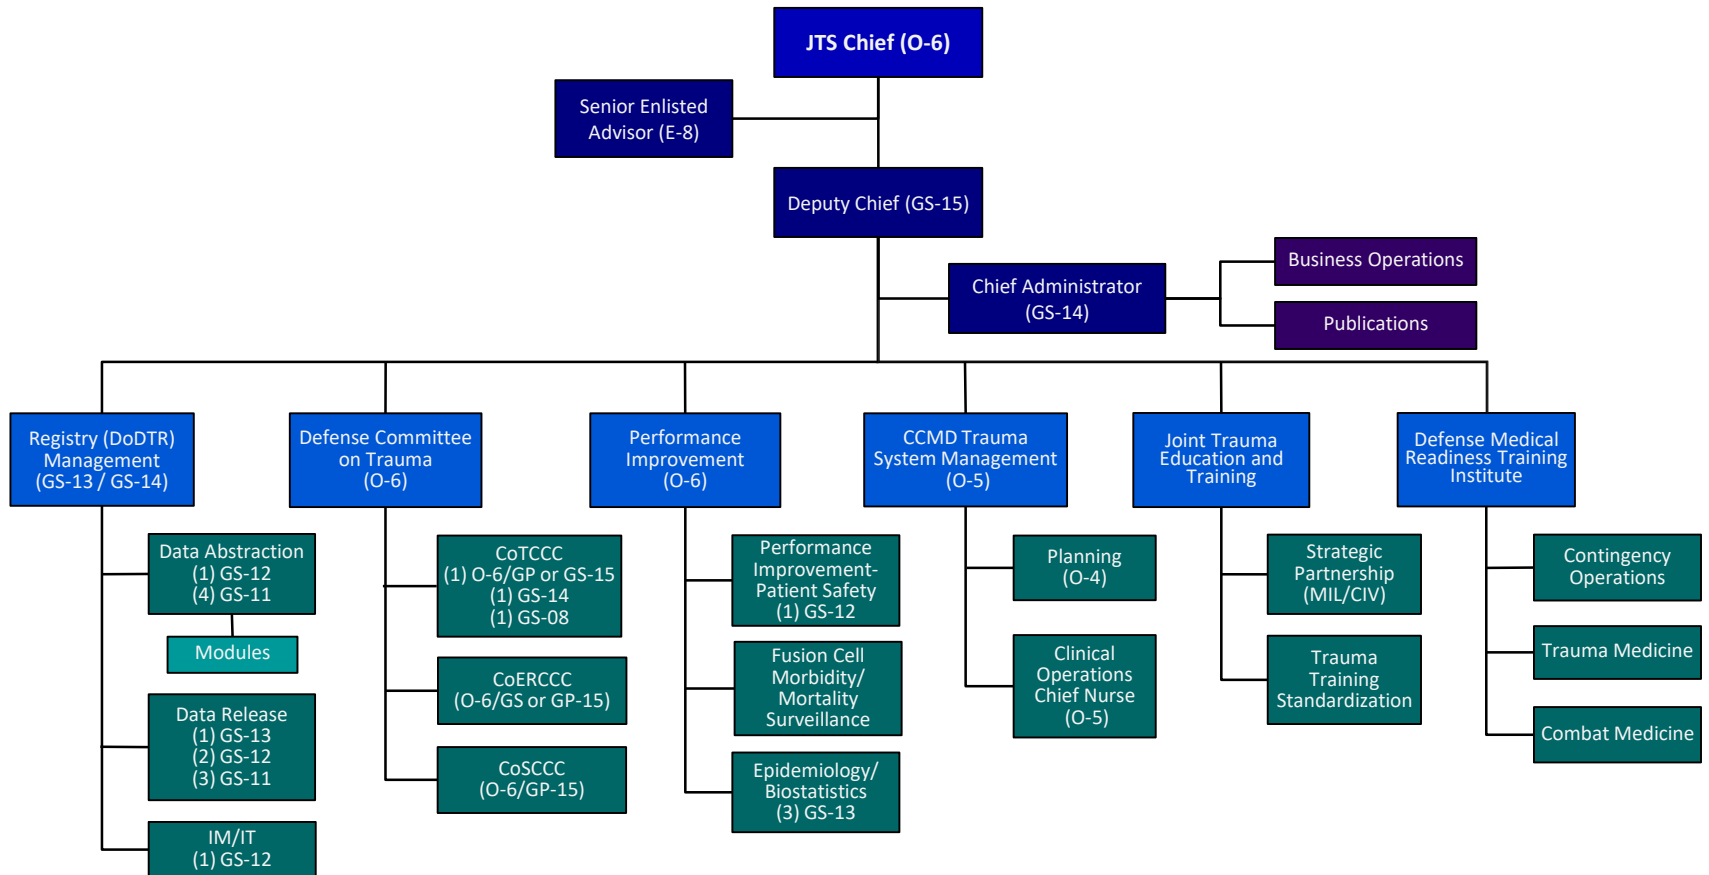 JTS Chief (O-6)
Senior Enlisted
Advisor (E-8)
Deputy Chief (GS-15)
Chief Administrator
(GS-14)
Business Operations
Publications
Registry (DoDTR)
Management
(GS-13 / GS-14)
Data Abstraction
(1) GS-12
(4) GS-11
Modules
Data Release
(1) GS-13
(2) GS-12
(3) GS-11
IM/IT
(1) GS-12
Defense Committee
on Trauma
(O-6)
CoTCCC
(1) O-6/GP or GS-15
(1) GS-14
(1) GS-08
CoERCCC
(O-6/GS or GP-15)
CoSCCC
(O-6/GP-15)
Performance
Improvement
(O-6)
Performance
Improvement-
Patient Safety
(1) GS-12
Fusion Cell
Morbidity/
Mortality
Surveillance
Epidemiology/
Biostatistics
(3) GS-13
CCMD Trauma
System Management
(O-5)
Planning
(O-4)
Clinical
Operations
Chief Nurse
(O-5)
Joint Trauma
Education and
Training
Strategic
Partnership
(MIL/CIV)
Trauma
Training
Standardization
Defense Medical
Readiness Training
Institute
Contingency
Operations
Trauma Medicine
Combat Medicine